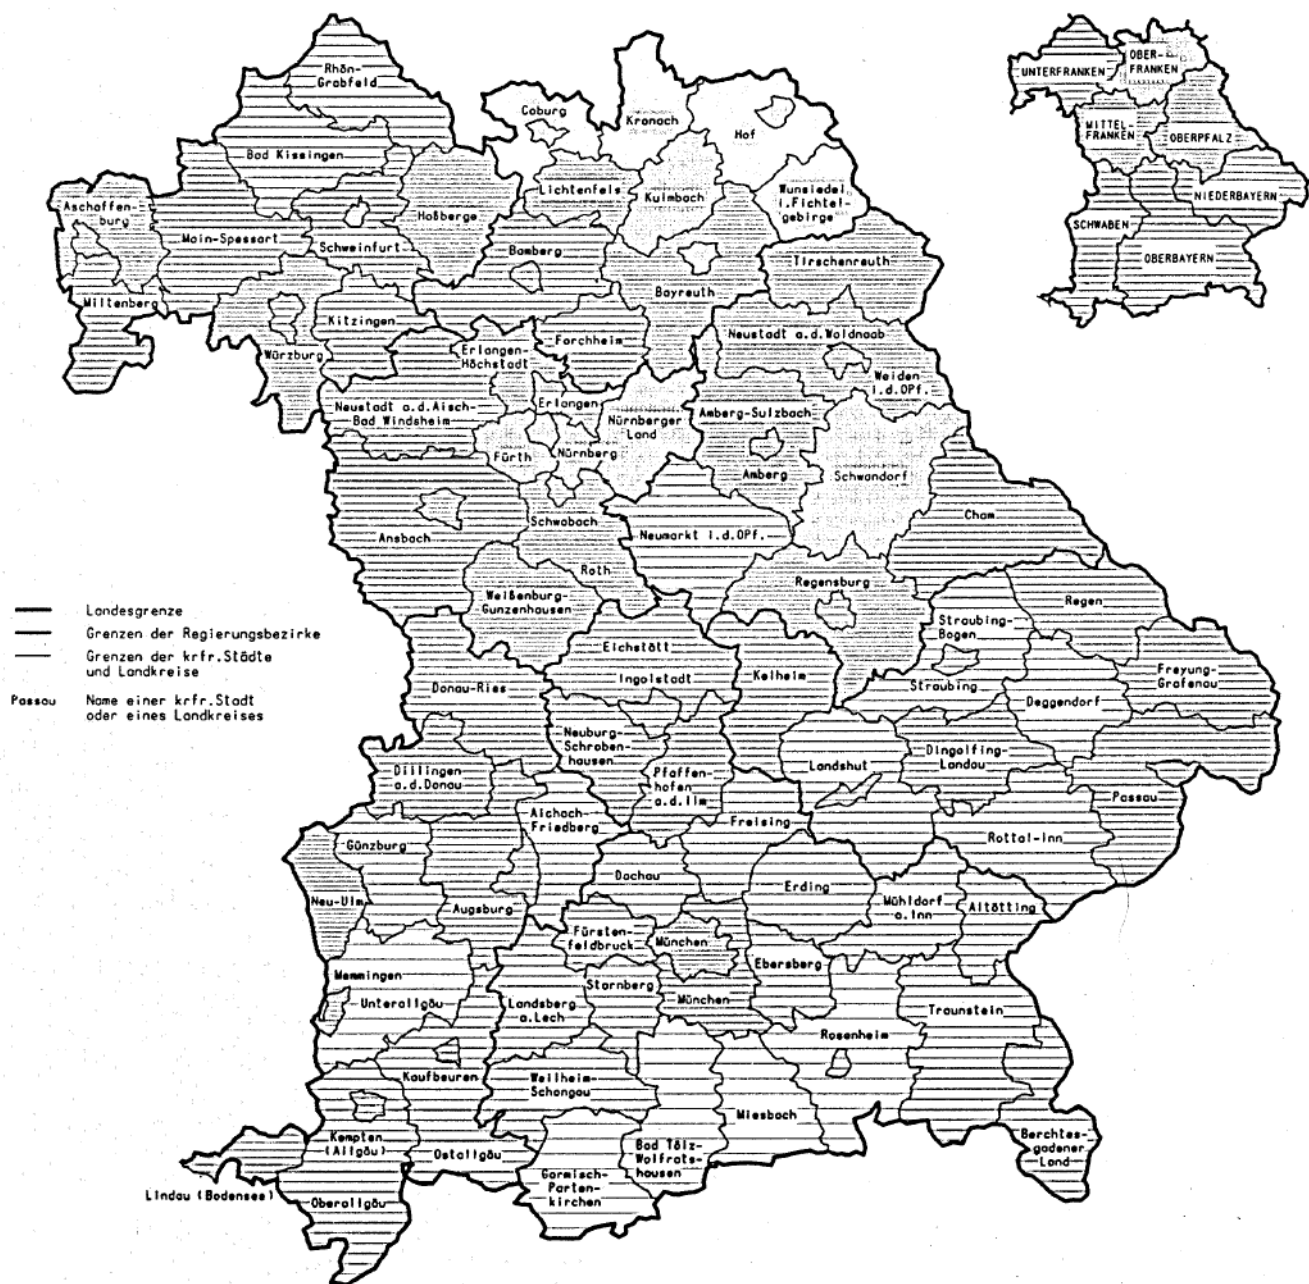 Rhön-
Grabfeld
Bad Kissingen
Coburg
Kronach
Hof
Aschaffen-
burg
Haßberge
Lichtenfels
Kulmbach
Wunsiedel
i.Fichtel-
gebirge
Main-Spessart
Schweinfurt
Bamberg
Bayreuth
Tirschenreuth
Miltenberg
Würzburg
Kitzingen
Erlangen-
Höchstadt
Forchheim
Neustadt a.d.Waldnaab
Weiden
i.d.OPf.
Neustadt a.d.Aisch-
Bad Windsheim
Erlangen
Nürnberger
Land
Amberg-Sulzbach
Fürth
Nürnberg
Amberg
Schwandorf
Ansbach
Schwabach
Neumarkt i.d.OPf.
Cham
Roth
Weißenburg-
Gunzenhausen
Regensburg
Regen
Straubing-
Bogen
Eichstätt
Ingolstadt
Kelheim
Straubing
Deggendorf
Freyung-
Grafenau
Donau-Ries
Neuburg-
Schroben-
hausen
Landshut
Dingolfing-
Landau
Dillingen
a.d.Donau
Pfaffen-
hofen
a.d.Ilm
Passau
Aichach-
Friedberg
Freising
Rottal-Inn
Günzburg
Dachau
Erding
Mühldorf
a.Inn
Altötting
Neu-Ulm
Augsburg
Fürsten-
feldbruck
München
Ebersberg
Memmingen
Unterallgäu
Landsberg
a.Lech
Starnberg
München
Traunstein
Rosenheim
Kaufbeuren
Weilheim-
Schongau
Miesbach
Kempten
(Allgäu)
Ostallgäu
Bad Tölz-
Wolfrats-
hausen
Berchtes-
gadener
Land
Garmisch-
Parten-
kirchen
Lindau (Bodensee)
Oberallgäu
UNTERFRANKEN
OBER-
FRANKEN
MITTEL-
FRANKEN
OBERPFALZ
NIEDERBAYERN
SCHWABEN
OBERBAYERN
Landesgrenze
Grenzen der Regierungsbezirke
Grenzen der krfr.Städte
und Landkreise
Passau Name einer krfr.Stadt
oder eines Landkreises